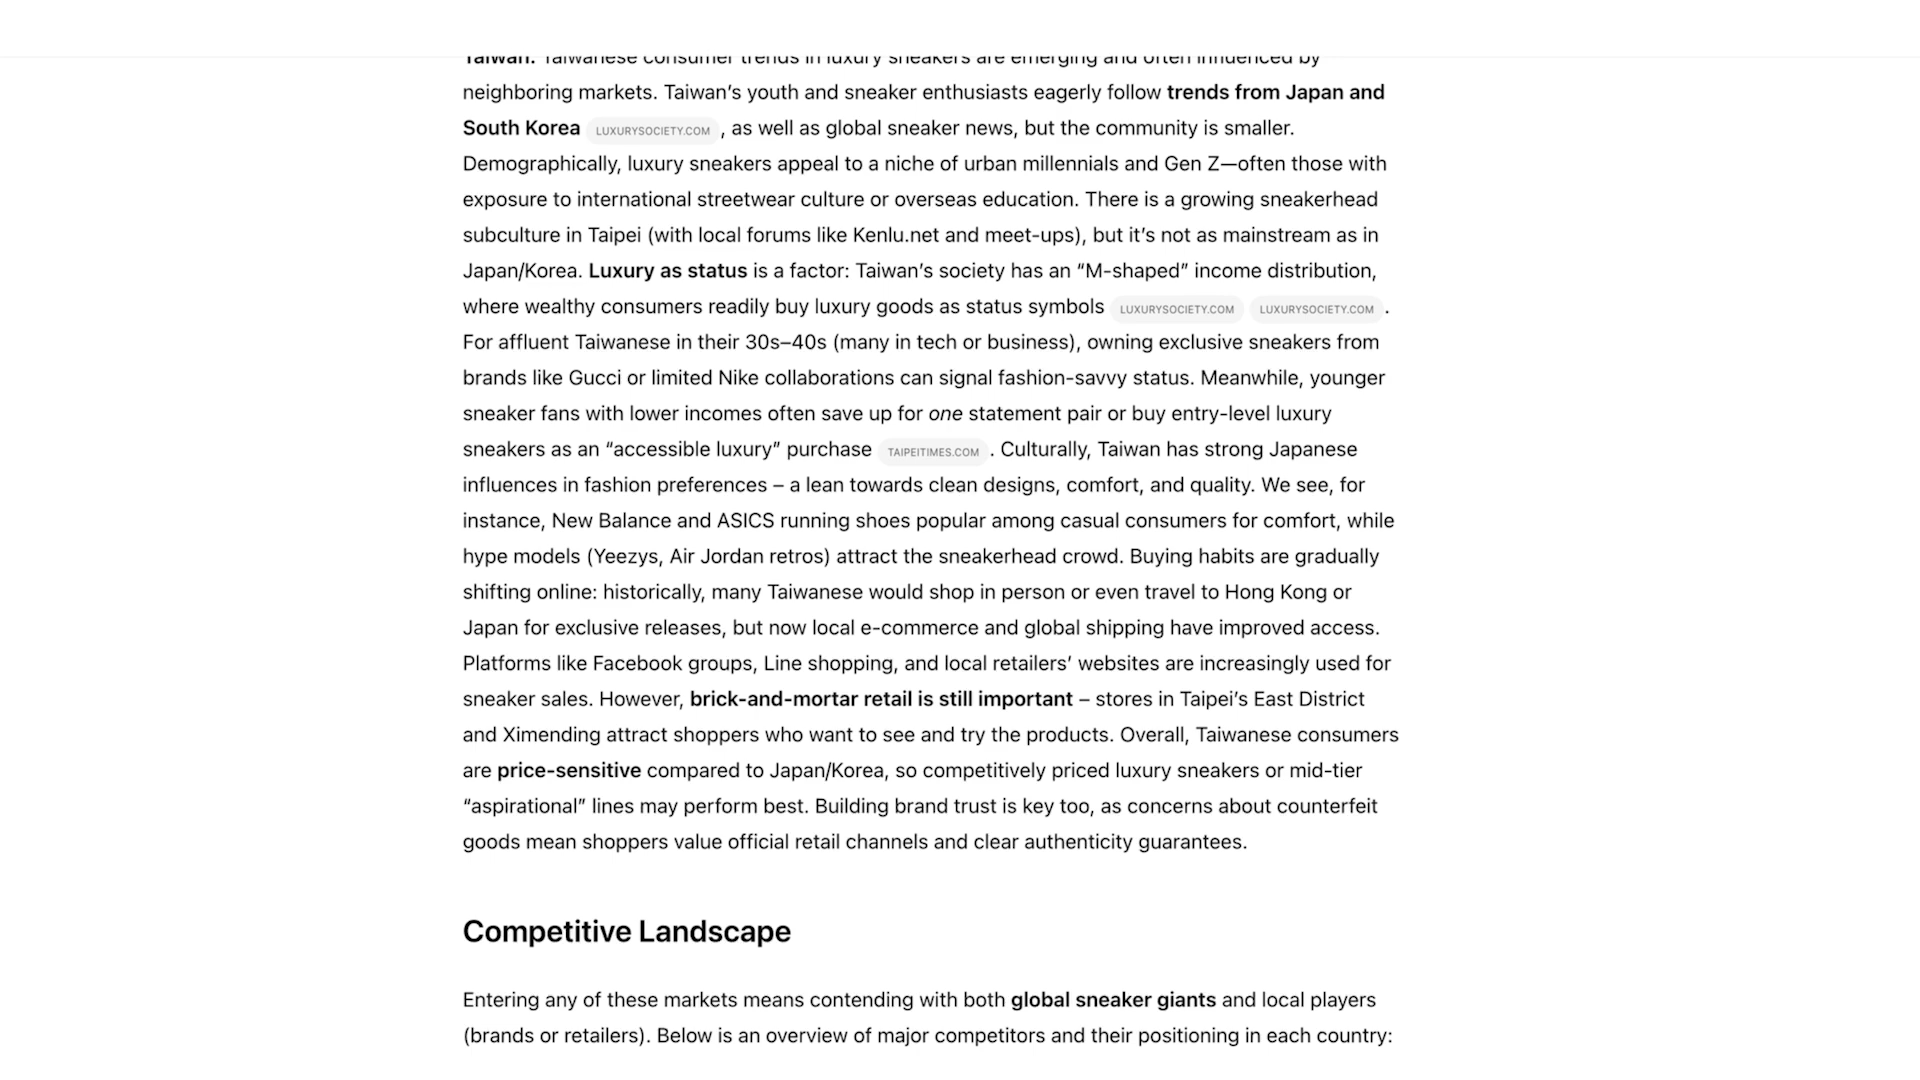 Taiwan. Taiwanese consumer trends in luxury sneakers are emerging and often influenced by
neighboring markets. Taiwan’s youth and sneaker enthusiasts eagerly follow trends from Japan and
South Korea LUXURYSOCIETY.COM , as well as global sneaker news, but the community is smaller.
Demographically, luxury sneakers appeal to a niche of urban millennials and Gen Z—often those with
exposure to international streetwear culture or overseas education. There is a growing sneakerhead
subculture in Taipei (with local forums like Kenlu.net and meet-ups), but it’s not as mainstream as in
Japan/Korea. Luxury as status is a factor: Taiwan’s society has an “M-shaped” income distribution,
where wealthy consumers readily buy luxury goods as status symbols LUXURYSOCIETY.COM LUXURYSOCIETY.COM .
For affluent Taiwanese in their 30s–40s (many in tech or business), owning exclusive sneakers from
brands like Gucci or limited Nike collaborations can signal fashion-savvy status. Meanwhile, younger
sneaker fans with lower incomes often save up for one statement pair or buy entry-level luxury
sneakers as an “accessible luxury” purchase TAIPEITIMES.COM . Culturally, Taiwan has strong Japanese
influences in fashion preferences – a lean towards clean designs, comfort, and quality. We see, for
instance, New Balance and ASICS running shoes popular among casual consumers for comfort, while
hype models (Yeezys, Air Jordan retros) attract the sneakerhead crowd. Buying habits are gradually
shifting online: historically, many Taiwanese would shop in person or even travel to Hong Kong or
Japan for exclusive releases, but now local e-commerce and global shipping have improved access.
Platforms like Facebook groups, Line shopping, and local retailers’ websites are increasingly used for
sneaker sales. However, brick-and-mortar retail is still important – stores in Taipei’s East District
and Ximending attract shoppers who want to see and try the products. Overall, Taiwanese consumers
are price-sensitive compared to Japan/Korea, so competitively priced luxury sneakers or mid-tier
“aspirational” lines may perform best. Building brand trust is key too, as concerns about counterfeit
goods mean shoppers value official retail channels and clear authenticity guarantees.
Competitive Landscape
Entering any of these markets means contending with both global sneaker giants and local players
(brands or retailers). Below is an overview of major competitors and their positioning in each country: